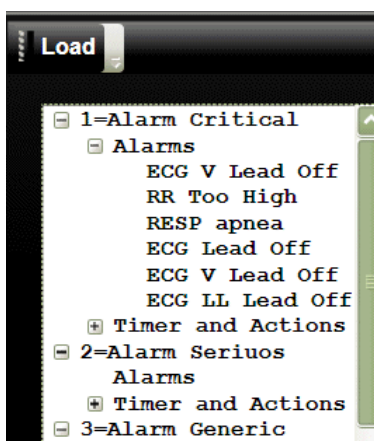 Load
1=Alarm Critical
Alarms
ECG V Lead Off
RR Too High
RESP apnea
ECG Lead Off
ECG V Lead Off
ECG LL Lead Off
Timer and Actions
2=Alarm Seriuos
Alarms
Timer and Actions
3=Alarm Generic